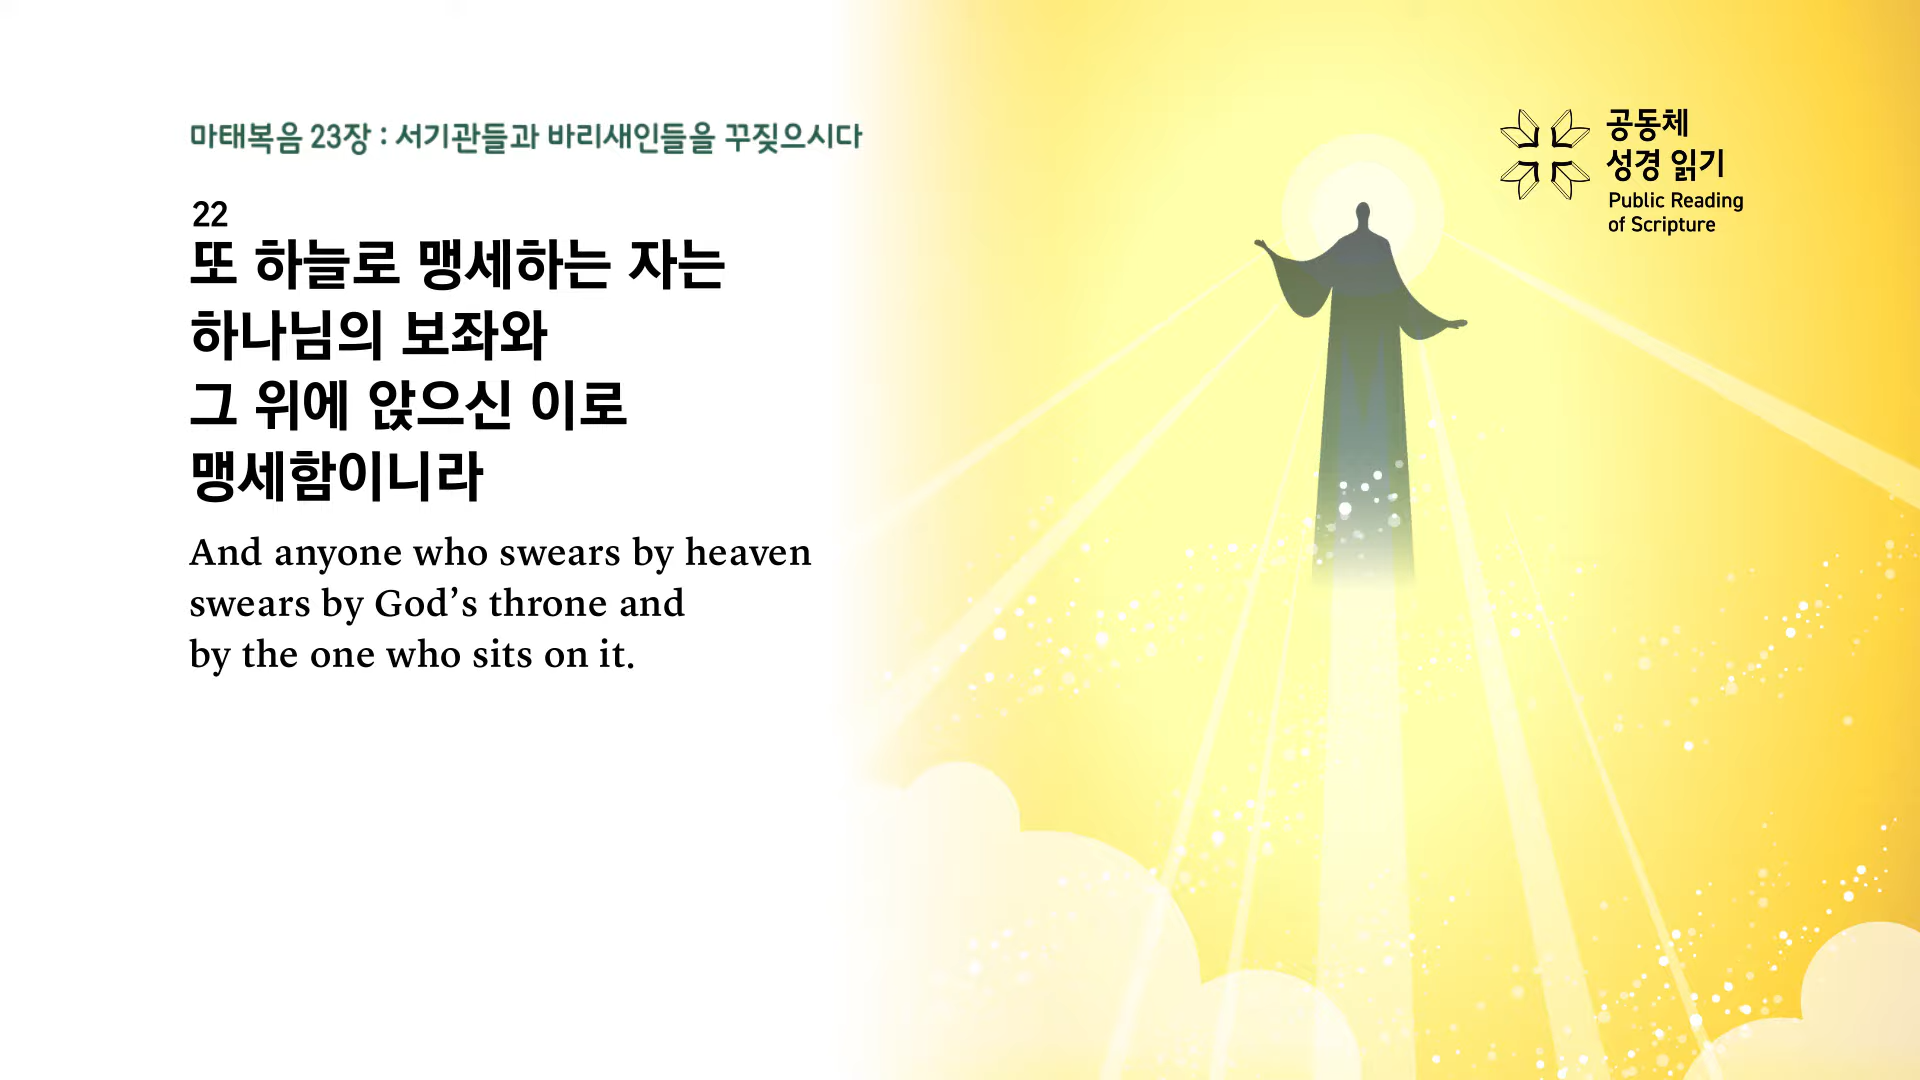 마태복음 23장 : 서기관들과 바리새인들을 꾸짖으시다
22
또 하늘로 맹세하는 자는
하나님의 보좌와
그 위에 앉으신 이로
맹세함이니라
And anyone who swears by heaven
swears by God’s throne and
by the one who sits on it.
공동체
성경 읽기
Public Reading
of Scripture